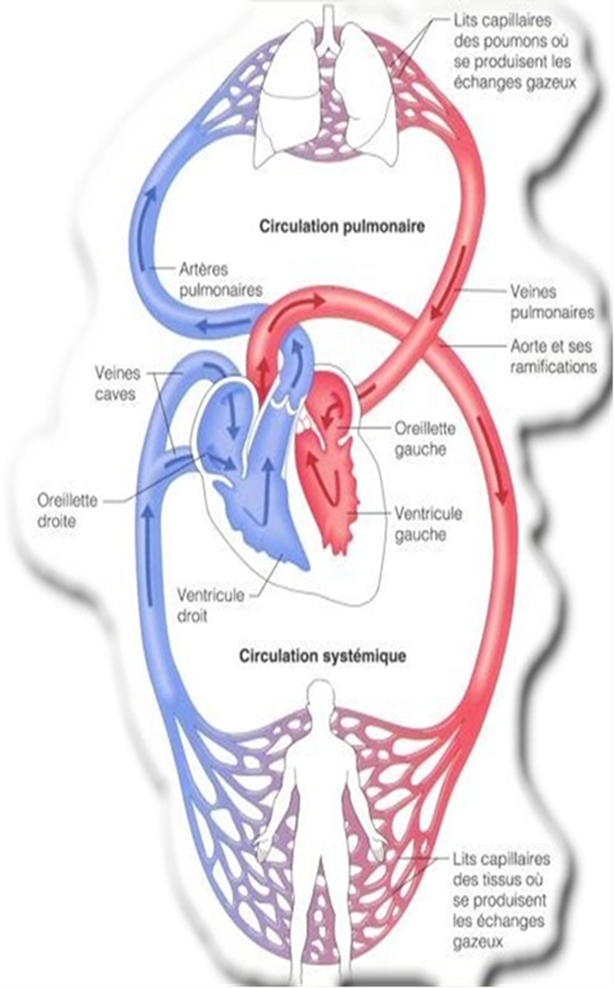 Lits capillaires
des poumons où
se produisent les
échanges gazeux
Circulation pulmonaire
Artères
pulmonaires
Veines
pulmonaires
Aorte et ses
ramifications
Veines
caves
Oreillette
gauche
Oreillette
droite
Ventricule
gauche
Ventricule
droit
Circulation systémique
Lits capillaires
des tissus où
se produisent
les échanges
gazeux